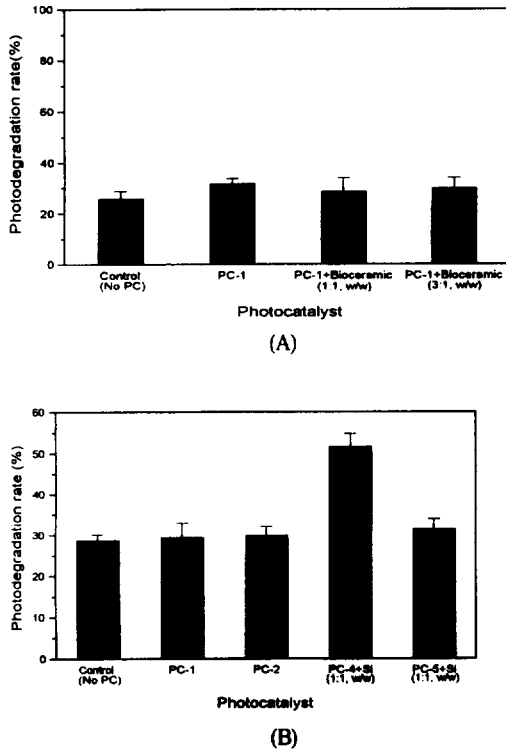 Photodegradation rate(%)
100
80
60
40
20
0
Control PC-1 PC-1+Bioceramic PC-1+Bioceramic
(No PC) (1:1, w/w) (3:1, w/w)
Photocatalyst
(A)
Photodegradation rate (%)
60
50
40
30
20
10
0
Control PC-1 PC-2 PC-4+Si PC-5+Si
(No PC) (1:1, w/w) (1:1, w/w)
Photocatalyst
(B)